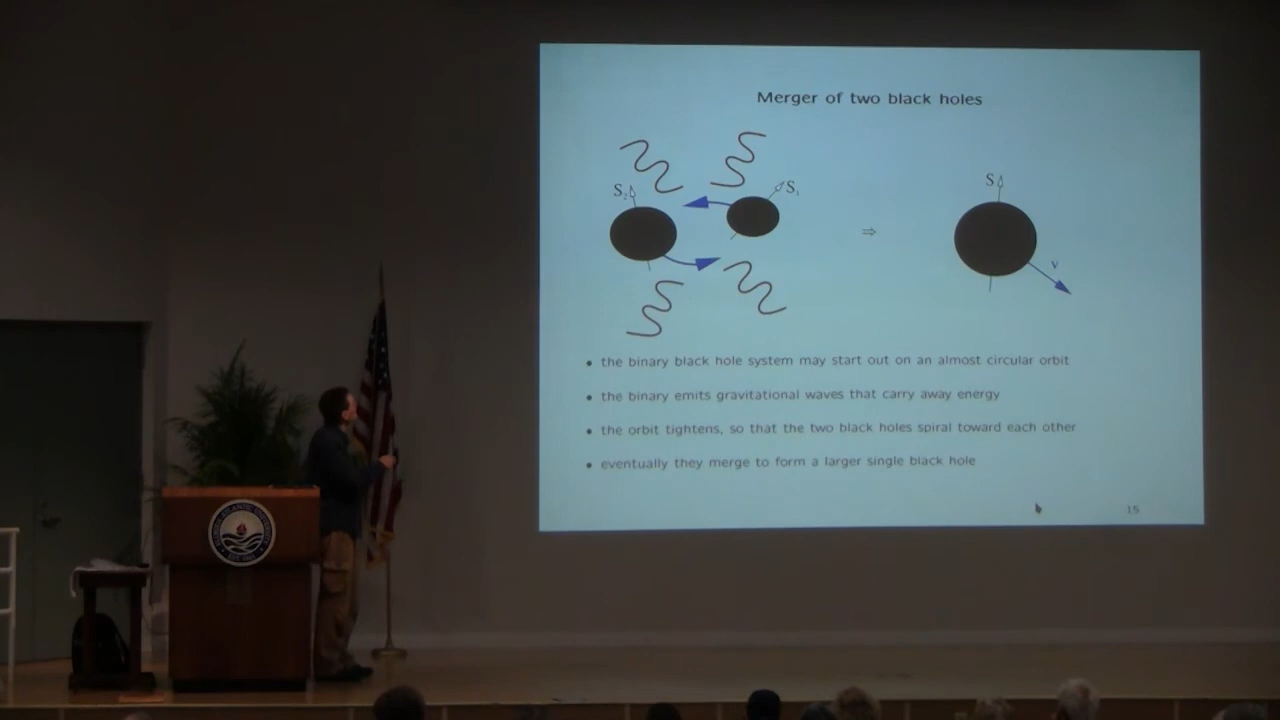 Merger of two black holes
S₂
S₁
⇒
S
v
• the binary black hole system may start out on an almost circular orbit
• the binary emits gravitational waves that carry away energy
• the orbit tightens, so that the two black holes spiral toward each other
• eventually they merge to form a larger single black hole
15
ATLANTIC UNIVERSITY